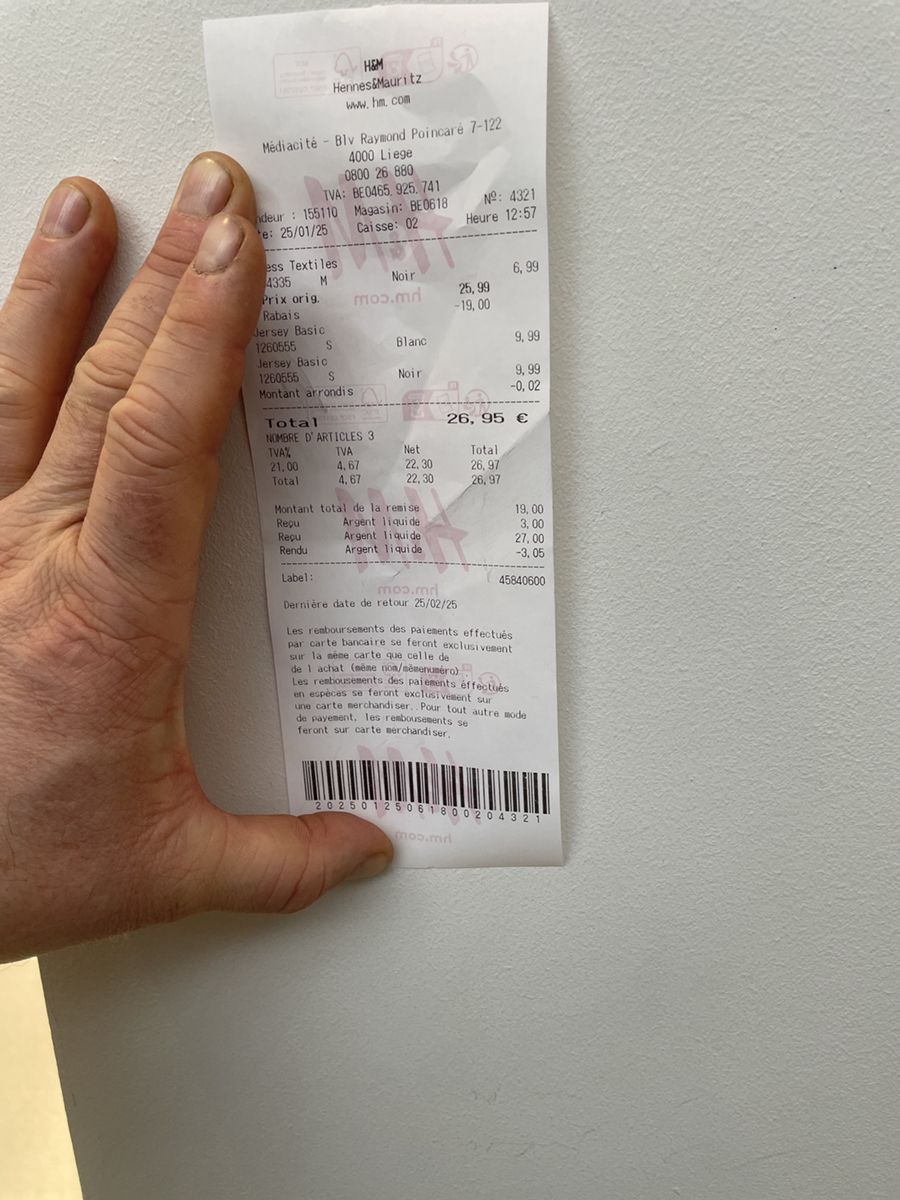 H&M
Hennes&Mauritz
www.hm.com
Médiacité - Blv Raymond Poincaré 7-122
4000 Liege
0800 26 880
TVA: BE0465.925.741
ndeur : 155110 Magasin: BE0618 Nº: 4321
te: 25/01/25 Caisse: 02 Heure 12:57
ess Textiles 6,99
4335 M Noir
Prix orig. 25,99
Rabais -19,00
Jersey Basic 9,99
1260555 S Blanc
Jersey Basic 9,99
1260555 S Noir
Montant arrondis -0,02
Total 26,95 €
NOMBRE D'ARTICLES 3
TVA% TVA Net Total
21,00 4,67 22,30 26,97
Total 4,67 22,30 26,97
Montant total de la remise 19,00
Reçu Argent liquide 3,00
Reçu Argent liquide 27,00
Rendu Argent liquide -3,05
Label: 45840600
Dernière date de retour 25/02/25
Les remboursements des paiements effectués
par carte bancaire se feront exclusivement
sur la même carte que celle de
de l achat (même nom/mêmenuméro)
Les rembousements des paiements effectués
en espèces se feront exclusivement sur
une carte merchandiser. Pour tout autre mode
de payement, les rembousements se
feront sur carte merchandiser.
20250125061800204321
hm.com